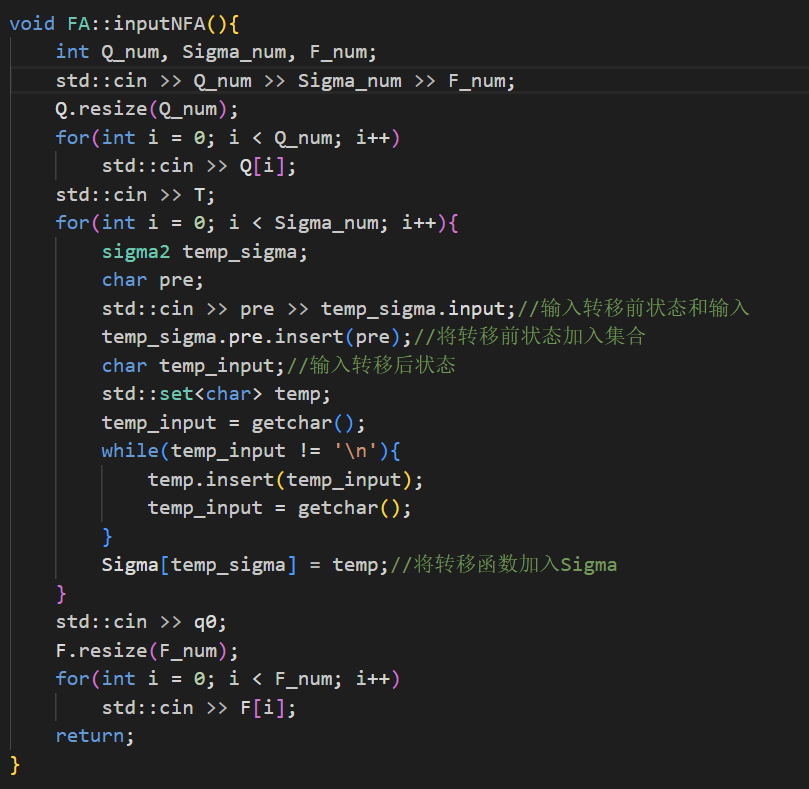 void FA::inputNFA(){
    int Q_num, Sigma_num, F_num;
    std::cin >> Q_num >> Sigma_num >> F_num;
    Q.resize(Q_num);
    for(int i = 0; i < Q_num; i++)
        std::cin >> Q[i];
    std::cin >> T;
    for(int i = 0; i < Sigma_num; i++){
        sigma2 temp_sigma;
        char pre;
        std::cin >> pre >> temp_sigma.input;//输入转移前状态和输入
        temp_sigma.pre.insert(pre);//将转移前状态加入集合
        char temp_input;//输入转移后状态
        std::set<char> temp;
        temp_input = getchar();
        while(temp_input != '\n'){
            temp.insert(temp_input);
            temp_input = getchar();
        }
        Sigma[temp_sigma] = temp;//将转移函数加入Sigma
    }
    std::cin >> q0;
    F.resize(F_num);
    for(int i = 0; i < F_num; i++)
        std::cin >> F[i];
    return;
}